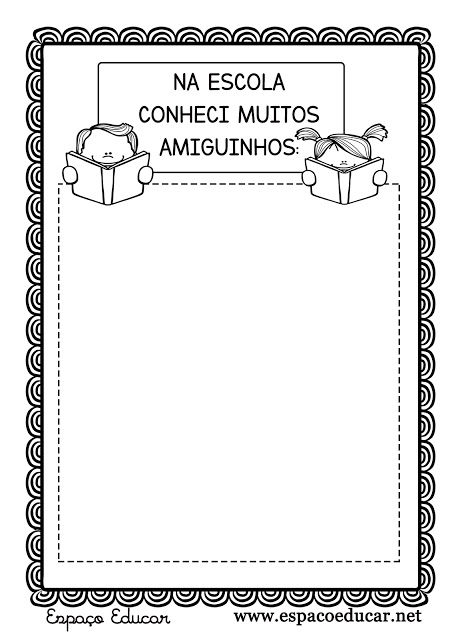 NA ESCOLA
CONHECI MUITOS
AMIGUINHOS:
Espaço Educar
www.espacoeducar.net